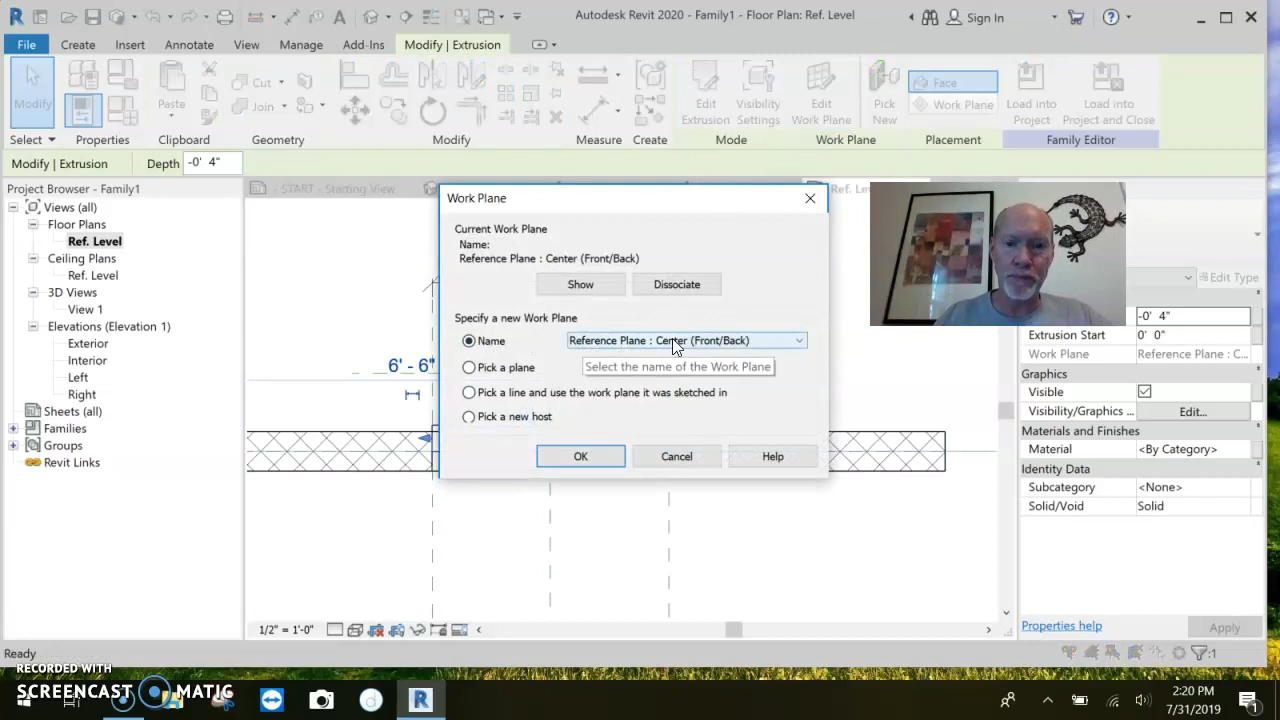 Autodesk Revit 2020 - Family1 - Floor Plan: Ref. Level
Sign In
File Create Insert Annotate View Manage Add-Ins Modify | Extrusion
Modify
Paste
Cut
Join
Edit Extrusion
Visibility Settings
Edit Work Plane
Pick New
Face
Work Plane
Load into Project
Load into Project and Close
Select Properties Clipboard Geometry Modify Measure Create Mode Work Plane Placement Family Editor
Modify | Extrusion Depth -0' 4"
Project Browser - Family1
Views (all)
Floor Plans
Ref. Level
Ceiling Plans
Ref. Level
3D Views
View 1
Elevations (Elevation 1)
Exterior
Interior
Left
Right
Sheets (all)
Families
Groups
Revit Links
- START - Starting View
Ref. Le
6' - 6"
Work Plane
Current Work Plane
Name:
Reference Plane : Center (Front/Back)
Show Dissociate
Specify a new Work Plane
Name Reference Plane : Center (Front/Back)
Select the name of the Work Plane
Pick a plane
Pick a line and use the work plane it was sketched in
Pick a new host
OK Cancel Help
Edit Type
-0' 4"
Extrusion Start 0' 0"
Work Plane Reference Plane : C...
Graphics
Visible
Visibility/Graphics ... Edit...
Materials and Finishes
Material <By Category>
Identity Data
Subcategory <None>
Solid/Void Solid
Properties help Apply
1/2" = 1'-0"
Ready
:1
RECORDED WITH
SCREENCAST MATIC
2:20 PM
7/31/2019
1